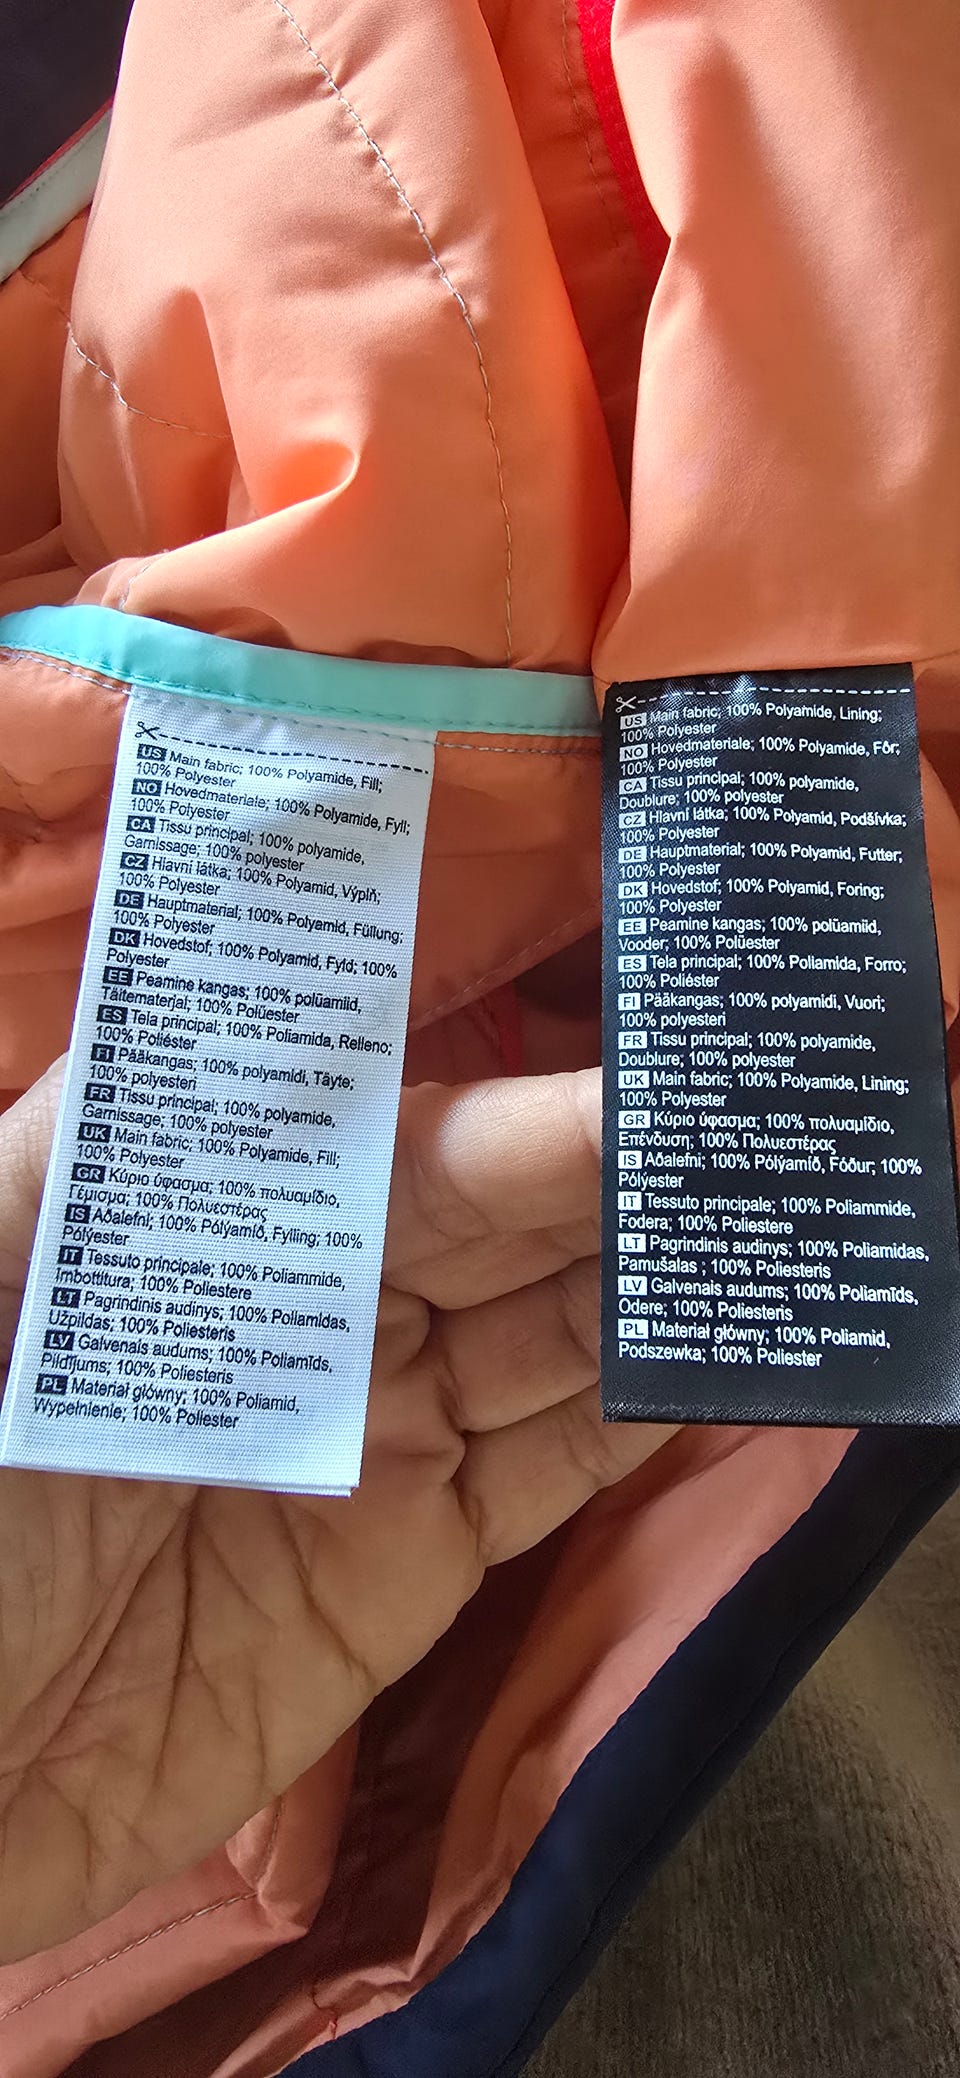 US Main fabric; 100% Polyamide, Fill;
100% Polyester
NO Hovedmateriale; 100% Polyamide, Fyll;
100% Polyester
CA Tissu principal; 100% polyamide,
Garnissage; 100% polyester
CZ Hlavní látka; 100% Polyamid, Výplň;
100% Polyester
DE Hauptmaterial; 100% Polyamid, Füllung;
100% Polyester
DK Hovedstof; 100% Polyamid, Fyld; 100%
Polyester
EE Peamine kangas; 100% polüamiid,
Täitematerjal; 100% Polüester
ES Tela principal; 100% Poliamida, Relleno;
100% Poliéster
FI Pääkangas; 100% polyamidi, Täyte;
100% polyesteri
FR Tissu principal; 100% polyamide,
Garnissage; 100% polyester
UK Main fabric; 100% Polyamide, Fill;
100% Polyester
GR Κύριο ύφασμα; 100% πολυαμίδιο,
Γέμισμα; 100% Πολυεστέρας
IS Aðalefni; 100% Pólýamíð, Fylling; 100%
Pólýester
IT Tessuto principale; 100% Poliammide,
Imbottitura; 100% Poliestere
LT Pagrindinis audinys; 100% Poliamidas,
Užpildas; 100% Poliesteris
LV Galvenais audums; 100% Poliamīds,
Pildījums; 100% Poliesteris
PL Materiał główny; 100% Poliamid,
Wypełnienie; 100% Poliester
US Main fabric; 100% Polyamide, Lining;
100% Polyester
NO Hovedmateriale; 100% Polyamide, Fôr;
100% Polyester
CA Tissu principal; 100% polyamide,
Doublure; 100% polyester
CZ Hlavní látka; 100% Polyamid, Podšívka;
100% Polyester
DE Hauptmaterial; 100% Polyamid, Futter;
100% Polyester
DK Hovedstof; 100% Polyamid, Foring;
100% Polyester
EE Peamine kangas; 100% polüamiid,
Vooder; 100% Polüester
ES Tela principal; 100% Poliamida, Forro;
100% Poliéster
FI Pääkangas; 100% polyamidi, Vuori;
100% polyesteri
FR Tissu principal; 100% polyamide,
Doublure; 100% polyester
UK Main fabric; 100% Polyamide, Lining;
100% Polyester
GR Κύριο ύφασμα; 100% πολυαμίδιο,
Επένδυση; 100% Πολυεστέρας
IS Aðalefni; 100% Pólýamíð, Fóður; 100%
Pólýester
IT Tessuto principale; 100% Poliammide,
Fodera; 100% Poliestere
LT Pagrindinis audinys; 100% Poliamidas,
Pamušalas ; 100% Poliesteris
LV Galvenais audums; 100% Poliamīds,
Odere; 100% Poliesteris
PL Materiał główny; 100% Poliamid,
Podszewka; 100% Poliester